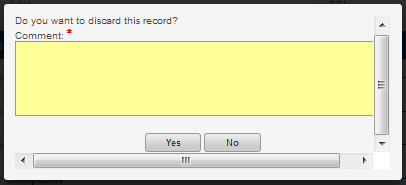 Do you want to discard this record?
Comment: *
Yes No